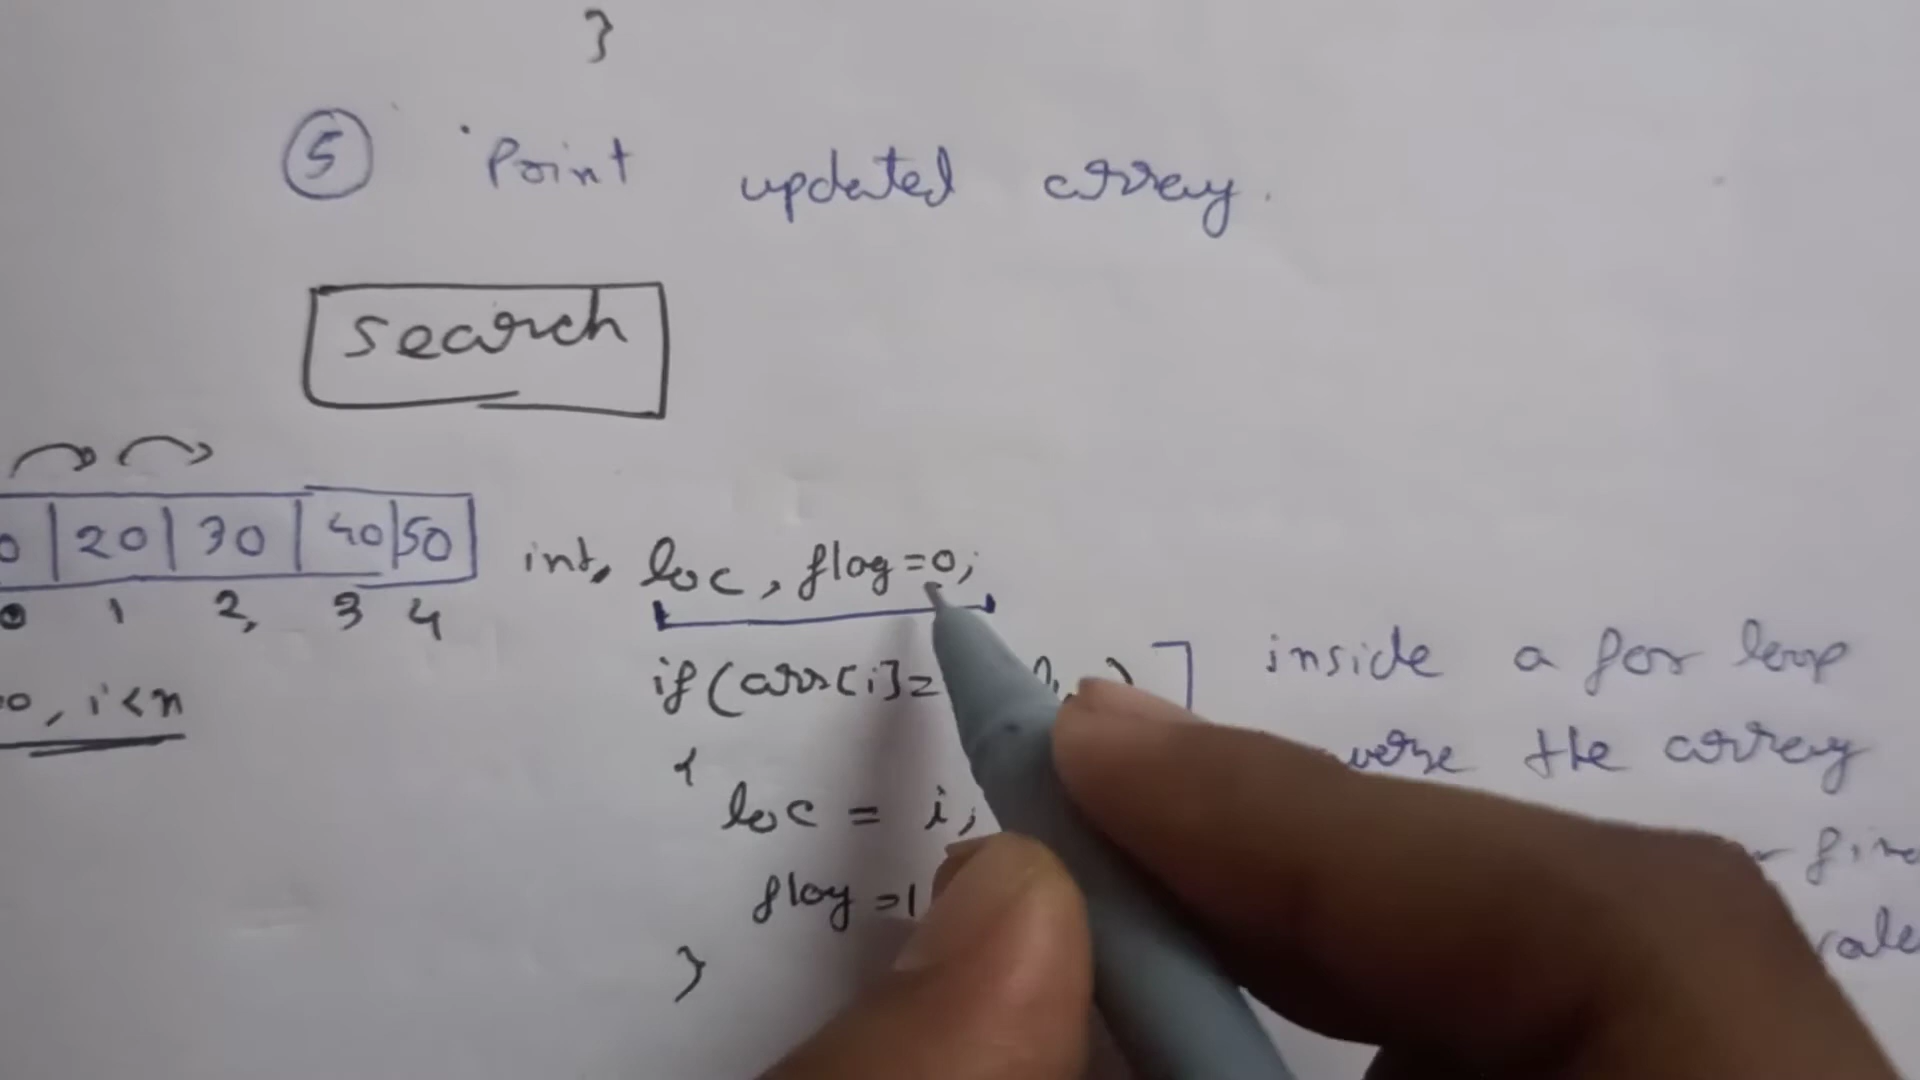 }
5 Print updated array.
search
0 20 30 40 50
0 1 2, 3 4
0, i<n
int, loc, flag=0;
if (arr[i]=
{
loc = i;
flag =1
}
inside a for loop
the array